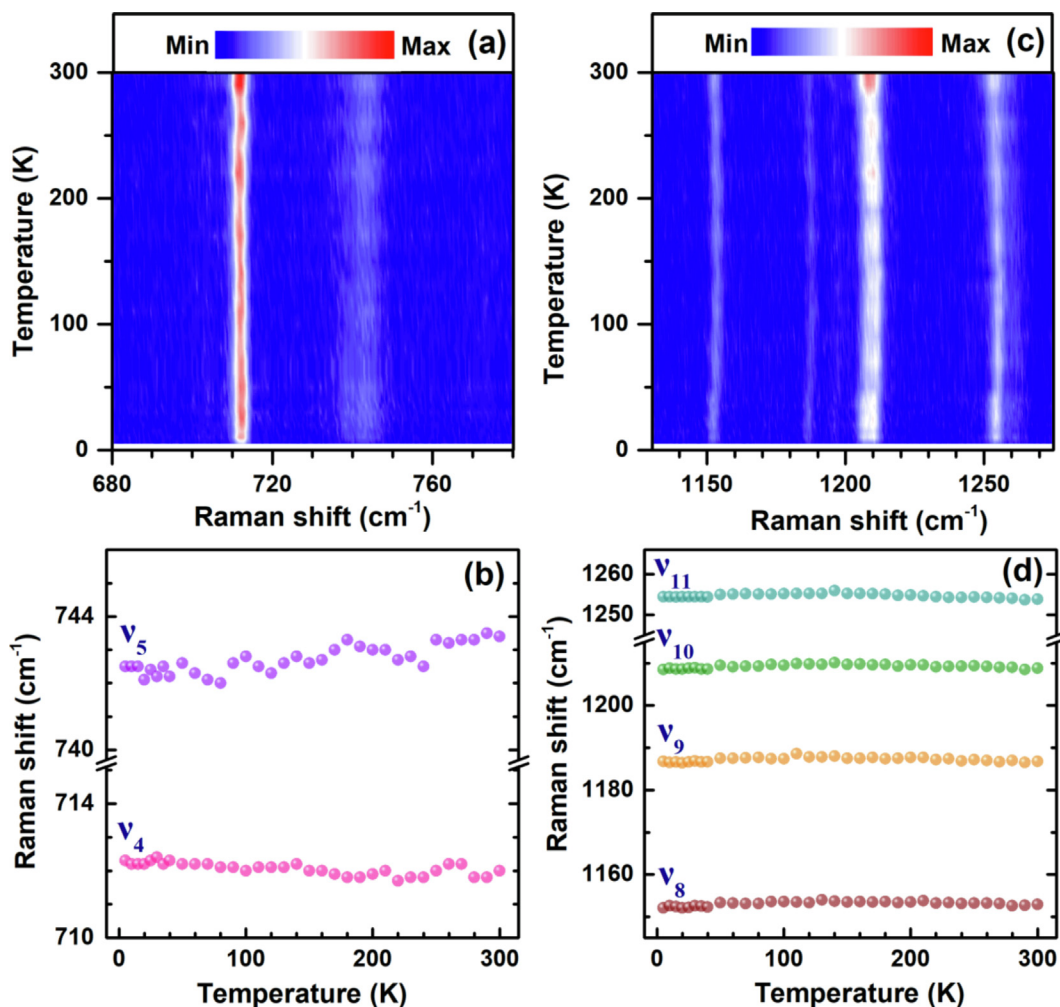 Min Max (a)
300
200
100
0
Temperature (K)
680 720 760
Raman shift (cm⁻¹)
Min Max (c)
300
200
100
0
Temperature (K)
1150 1200 1250
Raman shift (cm⁻¹)
(b)
744
740
714
710
ν5
ν4
Raman shift (cm⁻¹)
0 100 200 300
Temperature (K)
(d)
1260
1250
1200
1180
1160
ν11
ν10
ν9
ν8
Raman shift (cm⁻¹)
0 50 100 150 200 250 300
Temperature (K)